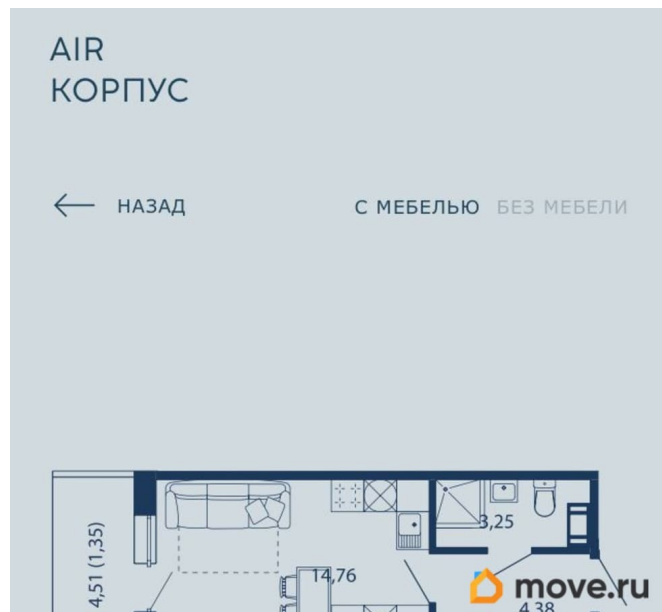 AIR
КОРПУС
НАЗАД
С МЕБЕЛЬЮ БЕЗ МЕБЕЛИ
3,25
4,51 (1,35)
14,76
4,38
move.ru